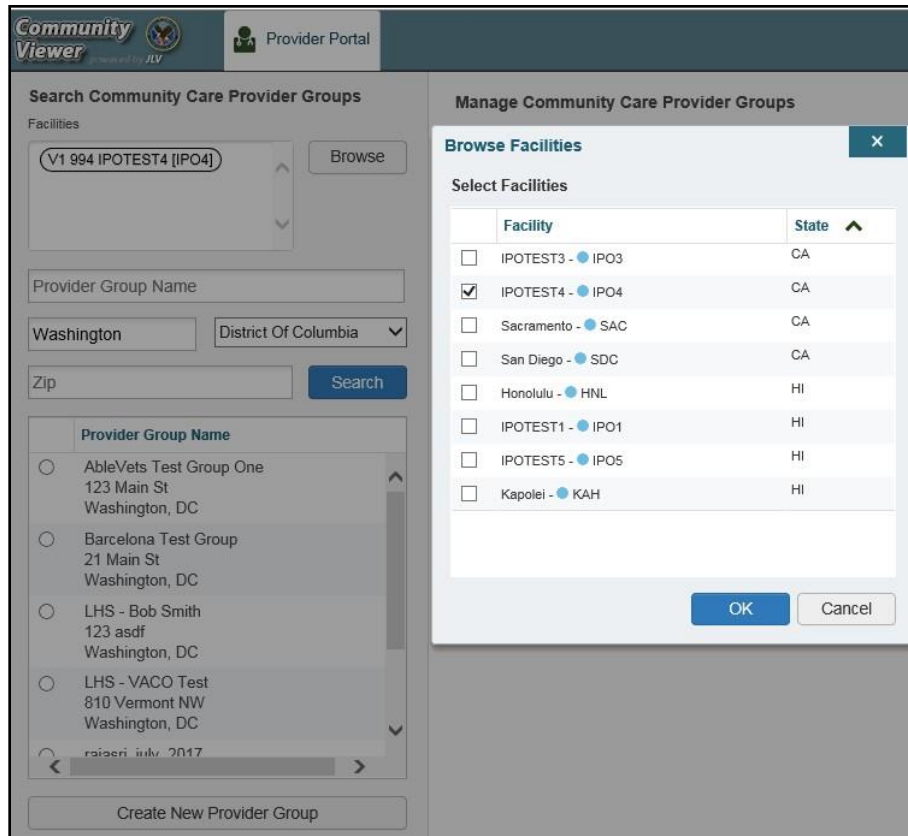 Community
Viewer powered by JLV
Provider Portal
Search Community Care Provider Groups
Facilities
V1 994 IPOTEST4 [IPO4]
Browse
Provider Group Name
Washington
District Of Columbia
Zip
Search
Provider Group Name
AbleVets Test Group One
123 Main St
Washington, DC
Barcelona Test Group
21 Main St
Washington, DC
LHS - Bob Smith
123 asdf
Washington, DC
LHS - VACO Test
810 Vermont NW
Washington, DC
rajasri_july_2017
Create New Provider Group
Manage Community Care Provider Groups
Browse Facilities
Select Facilities
Facility State
IPOTEST3 - IPO3 CA
IPOTEST4 - IPO4 CA
Sacramento - SAC CA
San Diego - SDC CA
Honolulu - HNL HI
IPOTEST1 - IPO1 HI
IPOTEST5 - IPO5 HI
Kapolei - KAH HI
OK Cancel